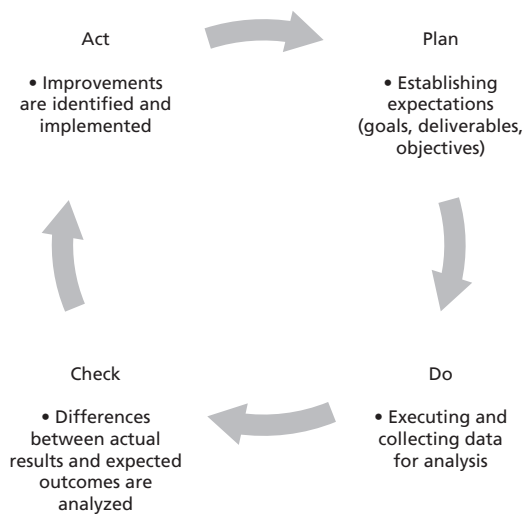 Act
• Improvements
are identified and
implemented
Plan
• Establishing
expectations
(goals, deliverables,
objectives)
Check
• Differences
between actual
results and expected
outcomes are
analyzed
Do
• Executing and
collecting data
for analysis